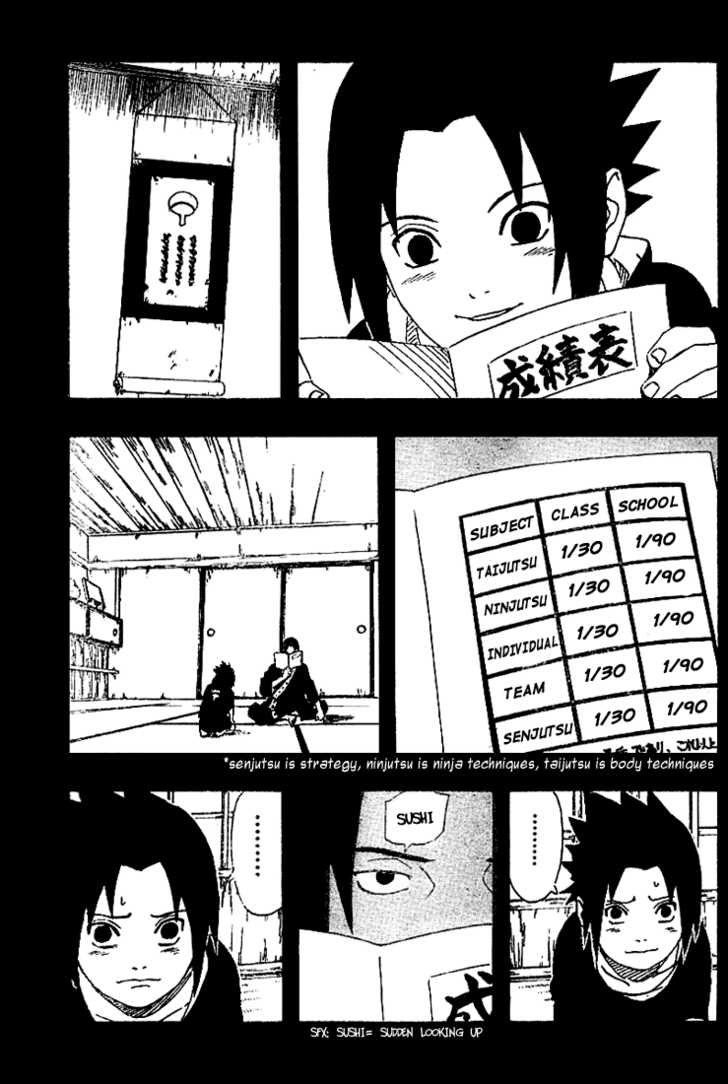 成績表
SUBJECT CLASS SCHOOL
TAIJUTSU 1/30 1/90
NINJUTSU 1/30 1/90
INDIVIDUAL 1/30 1/90
TEAM 1/30 1/90
SENJUTSU 1/30 1/90
*senjutsu is strategy, ninjutsu is ninja techniques, taijutsu is body techniques
........
SUSHI
成
........
SFX: SUSHI= SUDDEN LOOKING UP